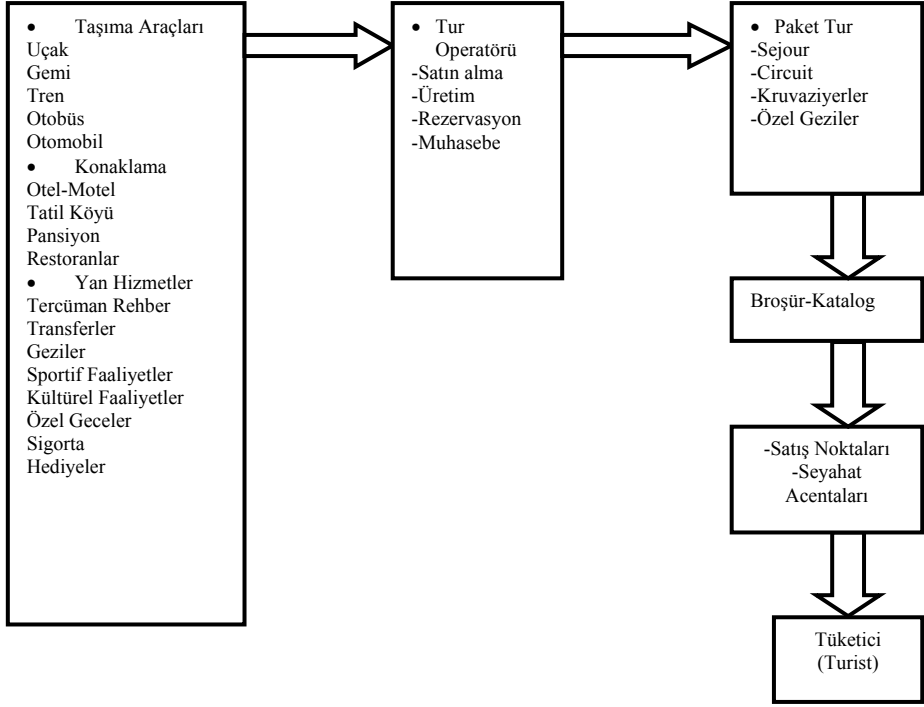 • Taşıma Araçları
Uçak
Gemi
Tren
Otobüs
Otomobil
• Konaklama
Otel-Motel
Tatil Köyü
Pansiyon
Restoranlar
• Yan Hizmetler
Tercüman Rehber
Transferler
Geziler
Sportif Faaliyetler
Kültürel Faaliyetler
Özel Geceler
Sigorta
Hediyeler
• Tur
Operatörü
-Satın alma
-Üretim
-Rezervasyon
-Muhasebe
• Paket Tur
-Sejour
-Circuit
-Kruvaziyerler
-Özel Geziler
Broşür-Katalog
-Satış Noktaları
-Seyahat
Acentaları
Tüketici
(Turist)